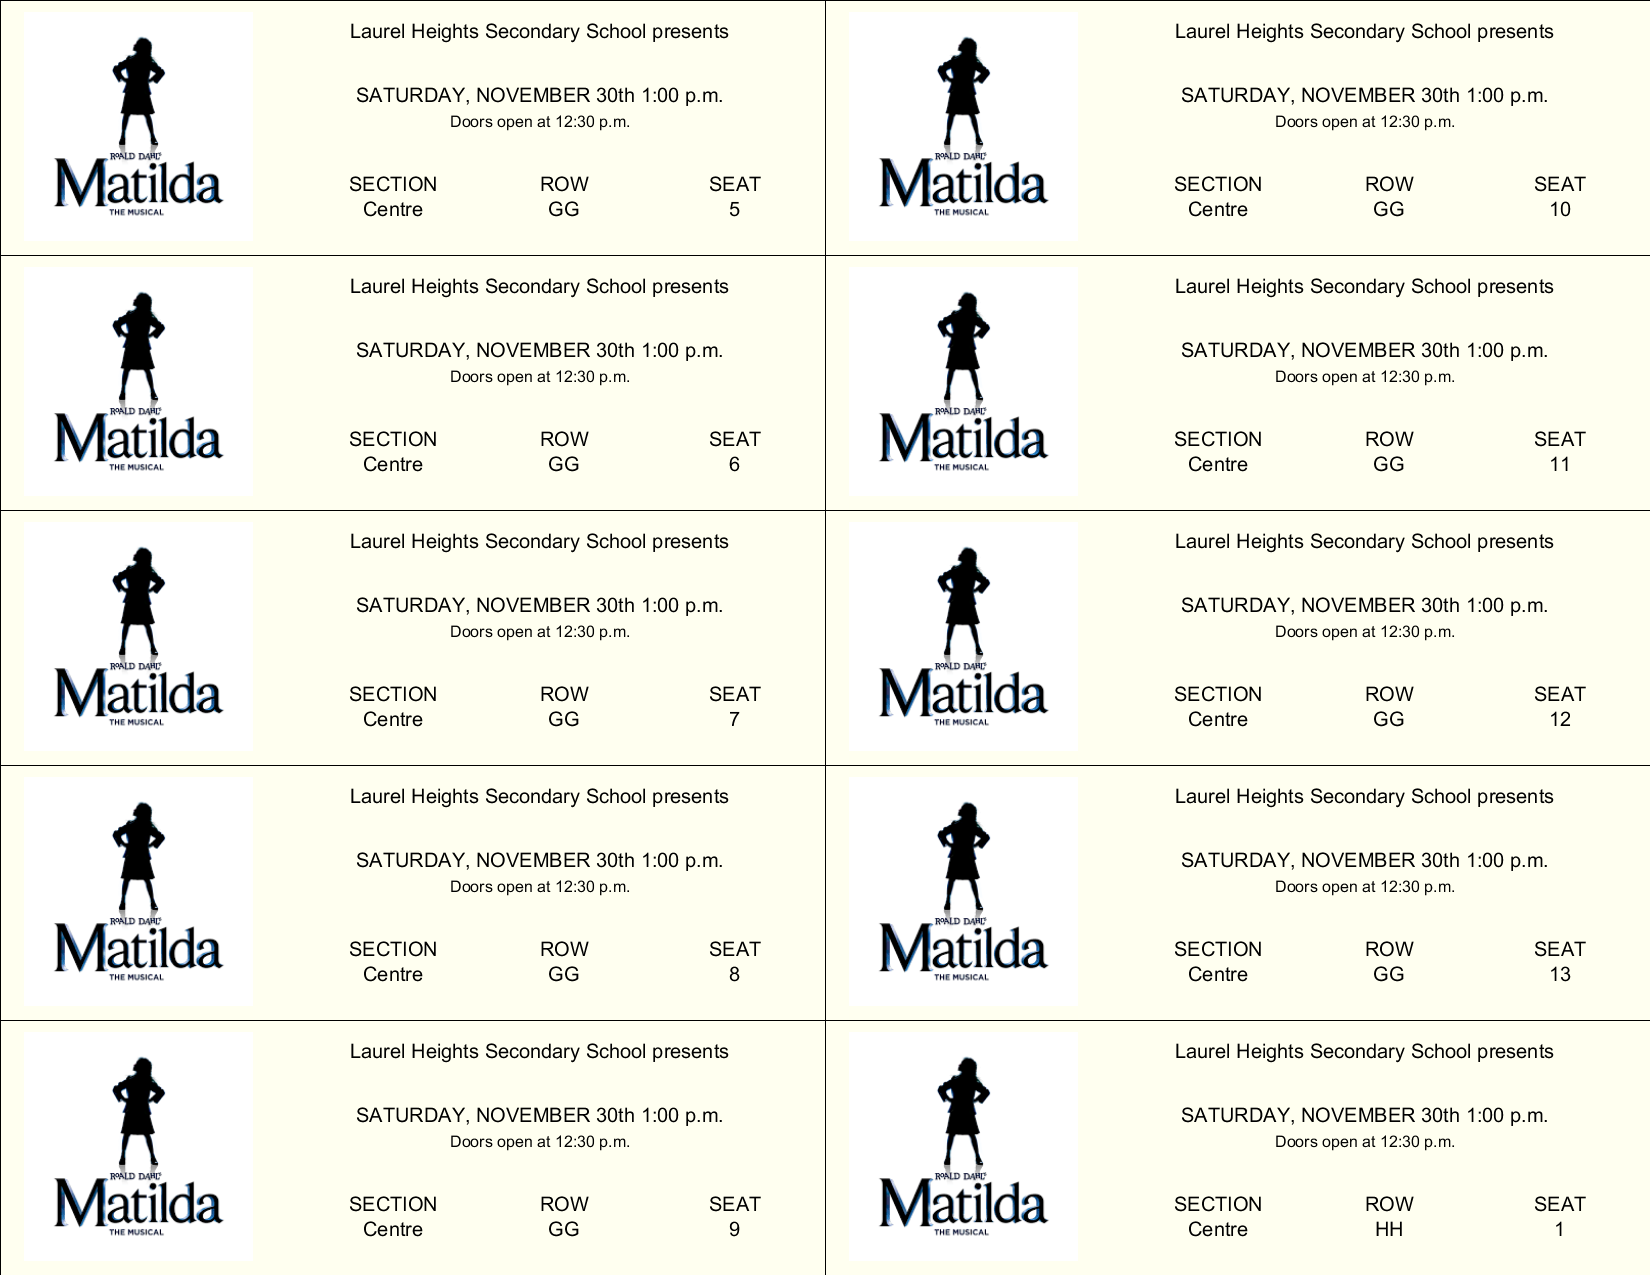 Laurel Heights Secondary School presents
SATURDAY, NOVEMBER 30th 1:00 p.m.
Doors open at 12:30 p.m.
ROALD DAHL'S
Matilda
THE MUSICAL
SECTION ROW SEAT
Centre GG 5
Laurel Heights Secondary School presents
SATURDAY, NOVEMBER 30th 1:00 p.m.
Doors open at 12:30 p.m.
ROALD DAHL'S
Matilda
THE MUSICAL
SECTION ROW SEAT
Centre GG 10
Laurel Heights Secondary School presents
SATURDAY, NOVEMBER 30th 1:00 p.m.
Doors open at 12:30 p.m.
ROALD DAHL'S
Matilda
THE MUSICAL
SECTION ROW SEAT
Centre GG 6
Laurel Heights Secondary School presents
SATURDAY, NOVEMBER 30th 1:00 p.m.
Doors open at 12:30 p.m.
ROALD DAHL'S
Matilda
THE MUSICAL
SECTION ROW SEAT
Centre GG 11
Laurel Heights Secondary School presents
SATURDAY, NOVEMBER 30th 1:00 p.m.
Doors open at 12:30 p.m.
ROALD DAHL'S
Matilda
THE MUSICAL
SECTION ROW SEAT
Centre GG 7
Laurel Heights Secondary School presents
SATURDAY, NOVEMBER 30th 1:00 p.m.
Doors open at 12:30 p.m.
ROALD DAHL'S
Matilda
THE MUSICAL
SECTION ROW SEAT
Centre GG 12
Laurel Heights Secondary School presents
SATURDAY, NOVEMBER 30th 1:00 p.m.
Doors open at 12:30 p.m.
ROALD DAHL'S
Matilda
THE MUSICAL
SECTION ROW SEAT
Centre GG 8
Laurel Heights Secondary School presents
SATURDAY, NOVEMBER 30th 1:00 p.m.
Doors open at 12:30 p.m.
ROALD DAHL'S
Matilda
THE MUSICAL
SECTION ROW SEAT
Centre GG 13
Laurel Heights Secondary School presents
SATURDAY, NOVEMBER 30th 1:00 p.m.
Doors open at 12:30 p.m.
ROALD DAHL'S
Matilda
THE MUSICAL
SECTION ROW SEAT
Centre GG 9
Laurel Heights Secondary School presents
SATURDAY, NOVEMBER 30th 1:00 p.m.
Doors open at 12:30 p.m.
ROALD DAHL'S
Matilda
THE MUSICAL
SECTION ROW SEAT
Centre HH 1